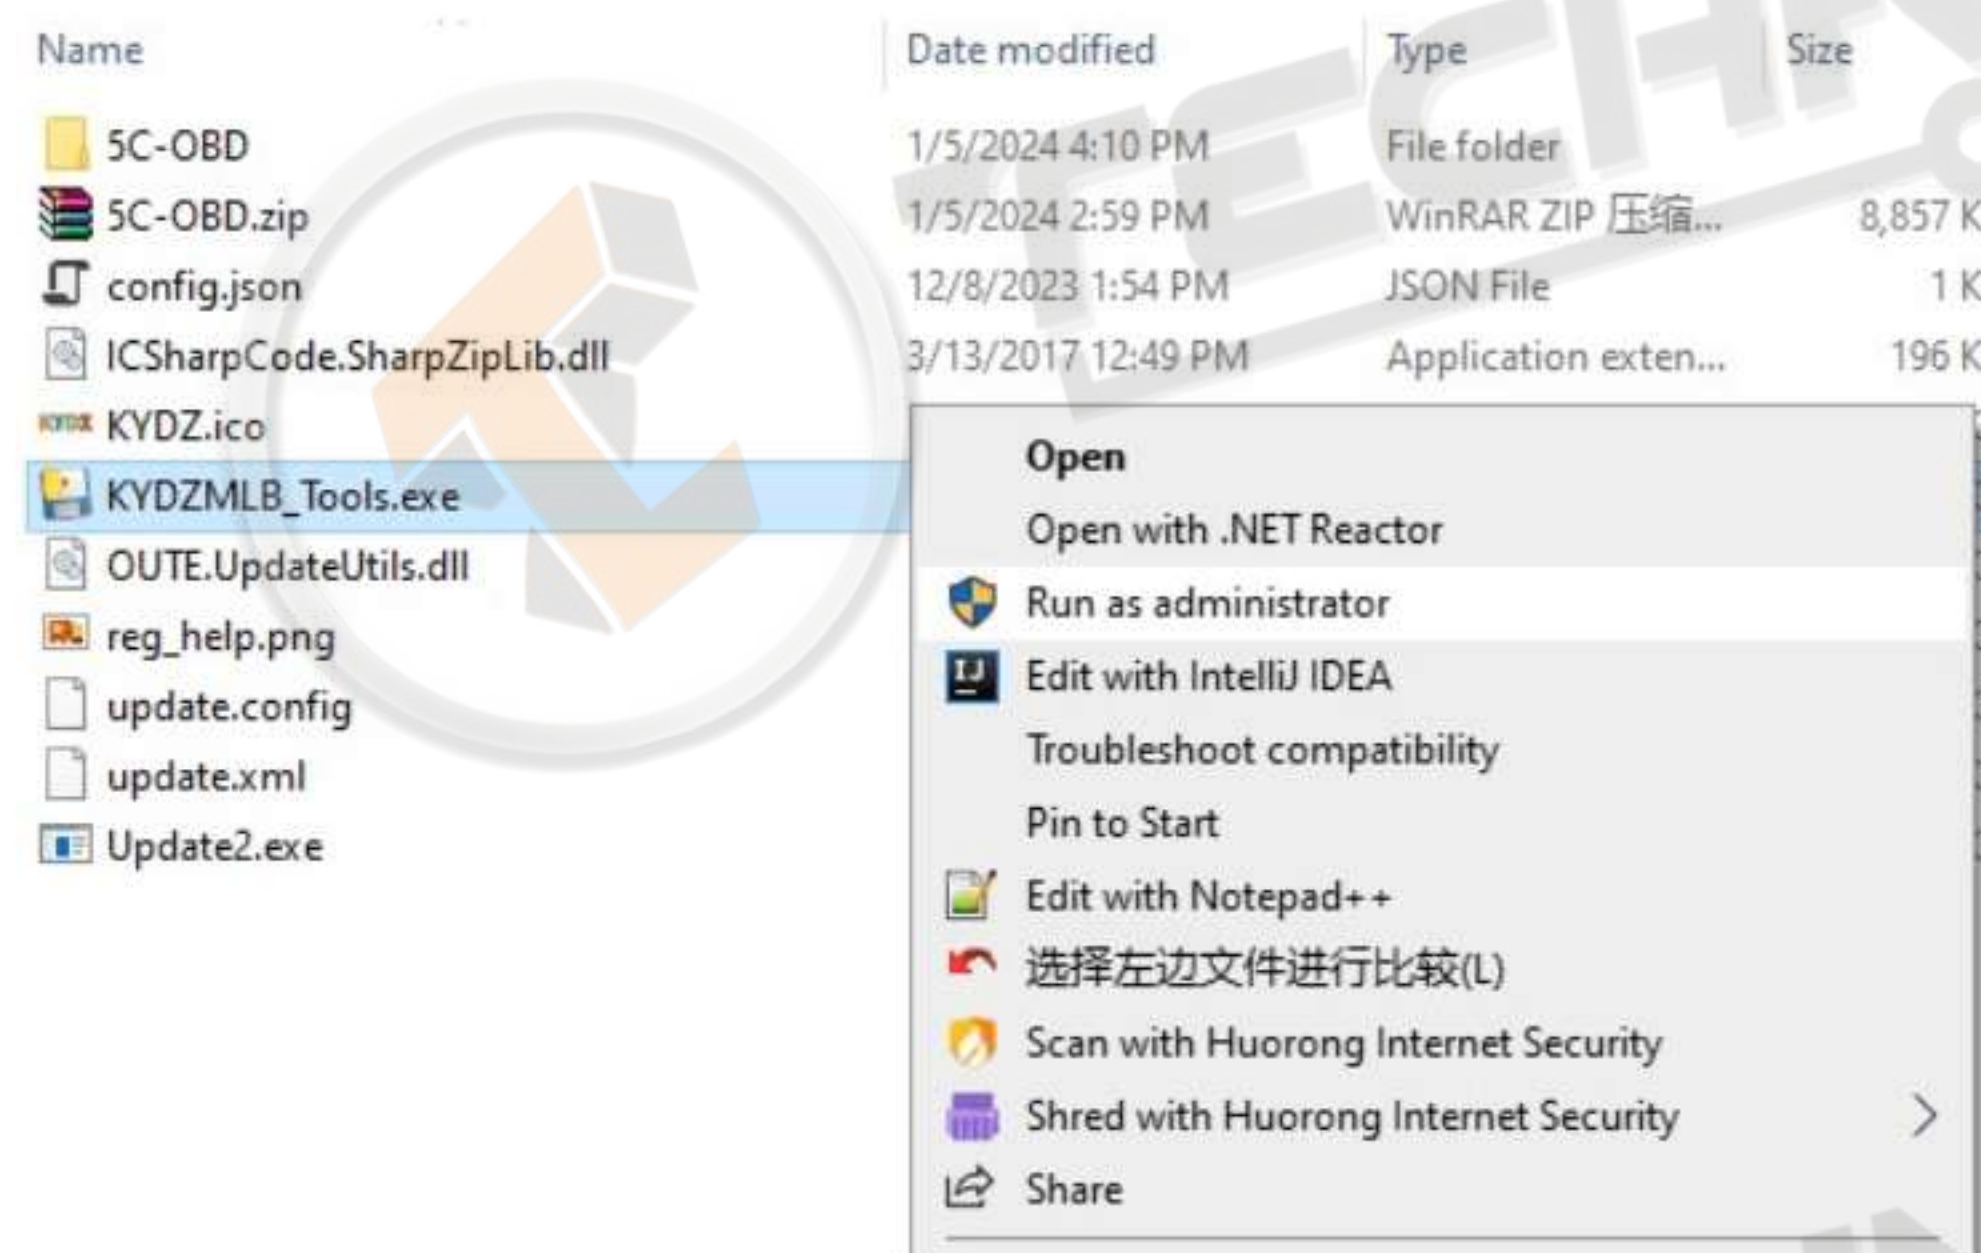 Name Date modified Type Size
5C-OBD 1/5/2024 4:10 PM File folder
5C-OBD.zip 1/5/2024 2:59 PM WinRAR ZIP 压缩... 8,857 K
config.json 12/8/2023 1:54 PM JSON File 1 K
ICSharpCode.SharpZipLib.dll 3/13/2017 12:49 PM Application exten... 196 K
KYDZ.ico
KYDZMLB_Tools.exe
OUTE.UpdateUtils.dll
reg_help.png
update.config
update.xml
Update2.exe
Open
Open with .NET Reactor
Run as administrator
Edit with IntelliJ IDEA
Troubleshoot compatibility
Pin to Start
Edit with Notepad++
选择左边文件进行比较(L)
Scan with Huorong Internet Security
Shred with Huorong Internet Security
Share